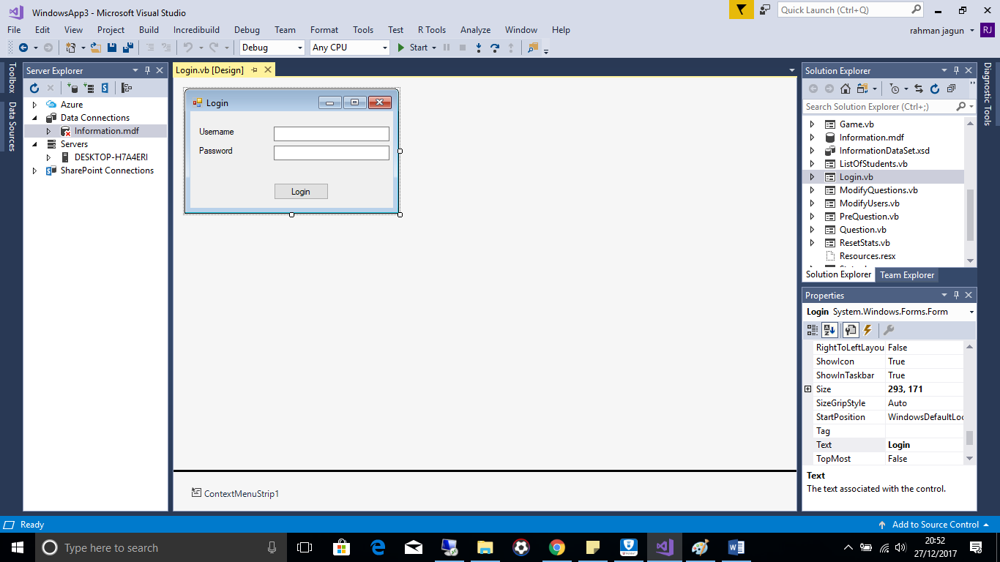 WindowsApp3 - Microsoft Visual Studio
Quick Launch (Ctrl+Q)
File Edit View Project Build Incredibuild Debug Team Format Tools Test R Tools Analyze Window Help
rahman jagun RJ
Debug Any CPU Start
Toolbox
Data Sources
Server Explorer
Azure
Data Connections
Information.mdf
Servers
DESKTOP-H7A4ERI
SharePoint Connections
Login.vb [Design]
Login
Username
Password
Login
ContextMenuStrip1
Solution Explorer
Search Solution Explorer (Ctrl+;)
Game.vb
Information.mdf
InformationDataSet.xsd
ListOfStudents.vb
Login.vb
ModifyQuestions.vb
ModifyUsers.vb
PreQuestion.vb
Question.vb
ResetStats.vb
Resources.resx
Solution Explorer Team Explorer
Properties
Login System.Windows.Forms.Form
RightToLeftLayou False
ShowIcon True
ShowInTaskbar True
Size 293, 171
SizeGripStyle Auto
StartPosition WindowsDefaultLoc
Tag
Text Login
TopMost False
Text
The text associated with the control.
Diagnostic Tools
Ready
Add to Source Control
Type here to search
20:52
27/12/2017